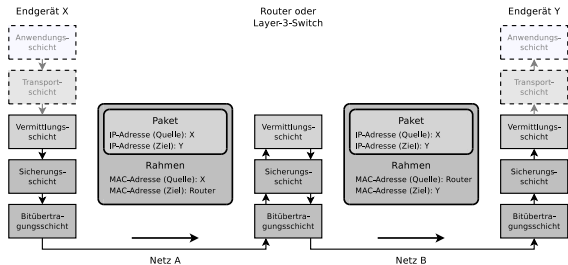 Endgerät X
Anwendungs-
schicht
Transport-
schicht
Vermittlungs-
schicht
Sicherungs-
schicht
Bitübertra-
gungsschicht
Paket
IP-Adresse (Quelle): X
IP-Adresse (Ziel): Y
Rahmen
MAC-Adresse (Quelle): X
MAC-Adresse (Ziel): Router
Netz A
Router oder
Layer-3-Switch
Vermittlungs-
schicht
Sicherungs-
schicht
Bitübertra-
gungsschicht
Paket
IP-Adresse (Quelle): X
IP-Adresse (Ziel): Y
Rahmen
MAC-Adresse (Quelle): Router
MAC-Adresse (Ziel): Y
Netz B
Endgerät Y
Anwendungs-
schicht
Transport-
schicht
Vermittlungs-
schicht
Sicherungs-
schicht
Bitübertra-
gungsschicht